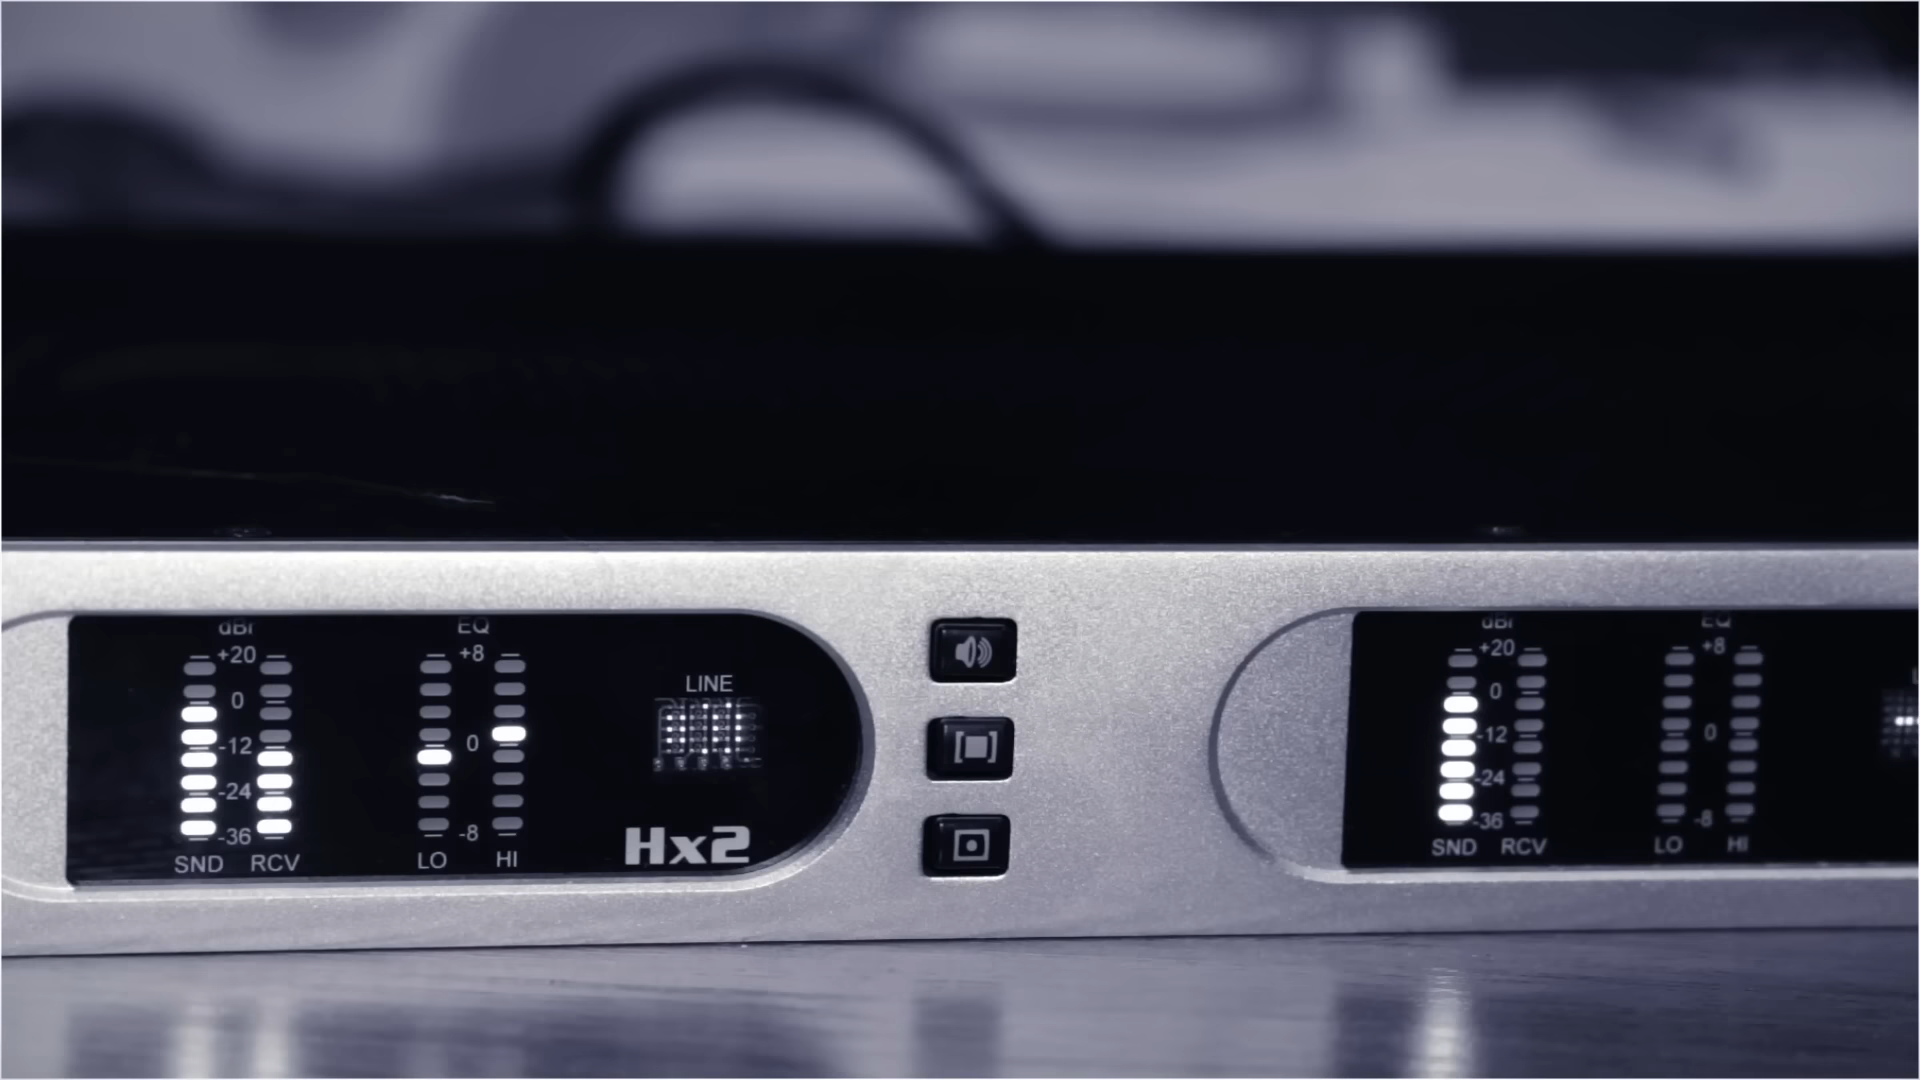 dBr
+20
0
-12
-24
-36
SND RCV
EQ
+8
0
-8
LO HI
LINE
Hx2
dBr
+20
0
-12
-24
-36
SND RCV
EQ
+8
0
-8
LO HI